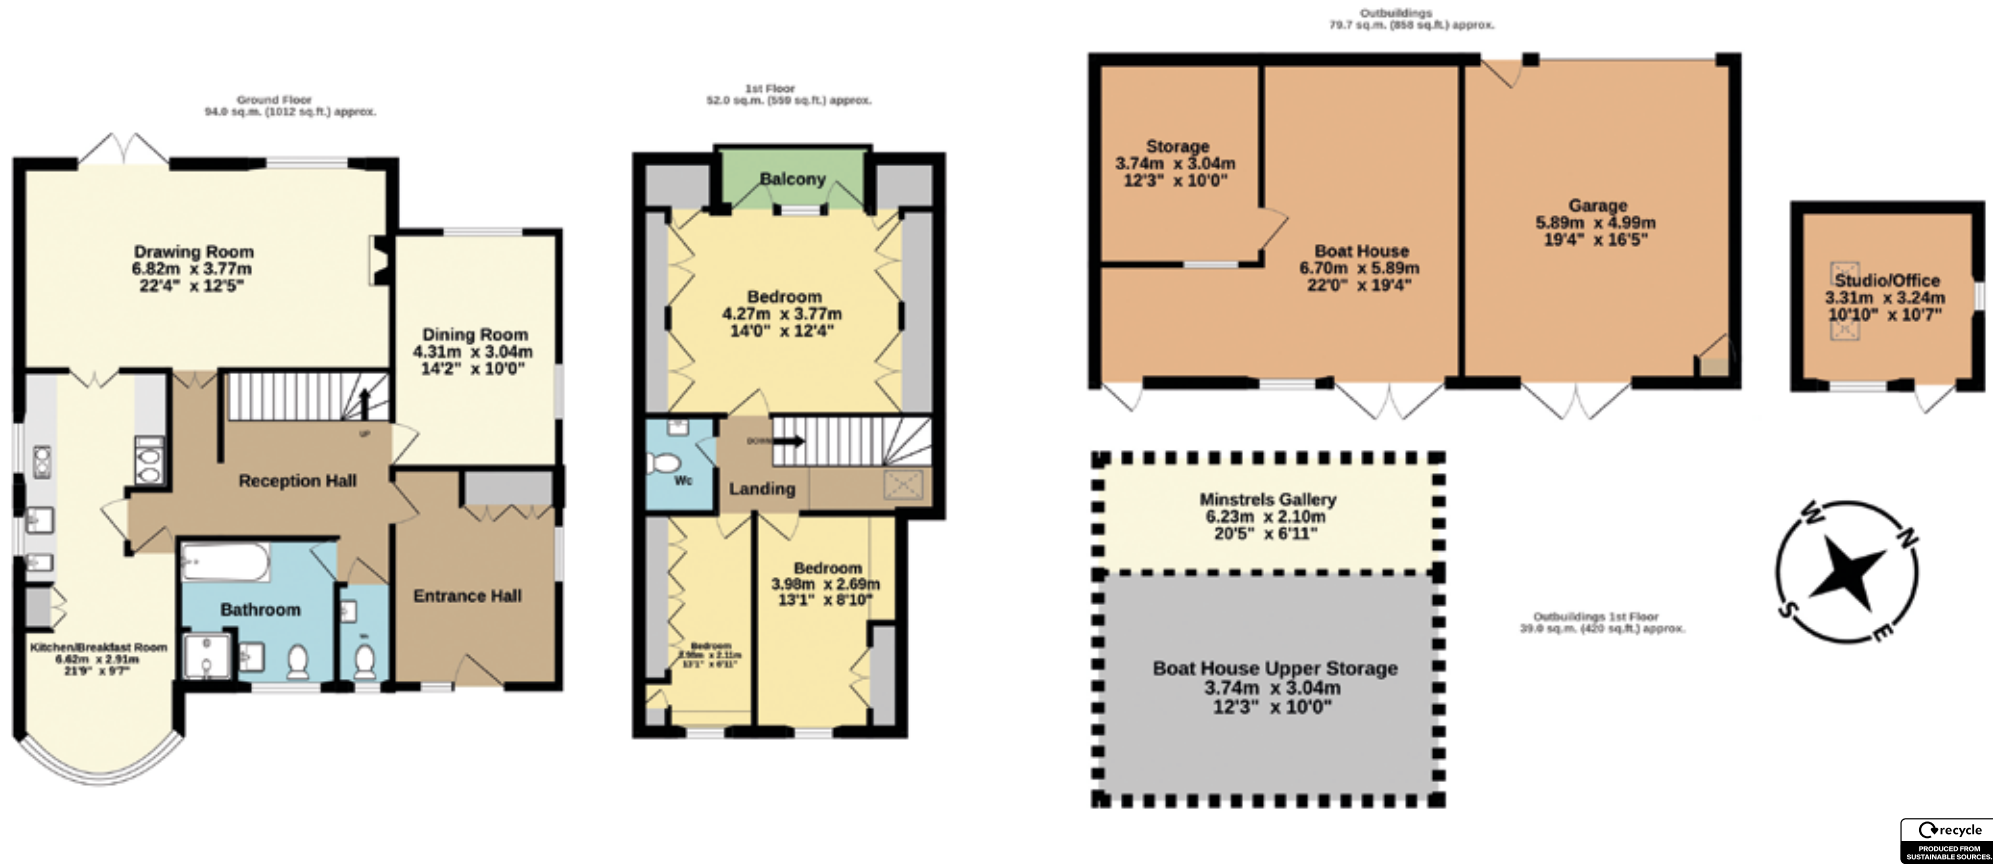 Ground Floor
94.0 sq.m. (1012 sq.ft.) approx.
Drawing Room
6.82m x 3.77m
22'4" x 12'5"
Dining Room
4.31m x 3.04m
14'2" x 10'0"
UP
Reception Hall
Entrance Hall
Bathroom
Kitchen/Breakfast Room
6.62m x 2.91m
21'9" x 9'7"
1st Floor
52.0 sq.m. (559 sq.ft.) approx.
Balcony
Bedroom
4.27m x 3.77m
14'0" x 12'4"
DOWN
Wc
Landing
Bedroom
3.98m x 2.69m
13'1" x 8'10"
Bedroom
3.98m x 2.11m
13'1" x 6'11"
Outbuildings
79.7 sq.m. (858 sq.ft.) approx.
Storage
3.74m x 3.04m
12'3" x 10'0"
Boat House
6.70m x 5.89m
22'0" x 19'4"
Garage
5.89m x 4.99m
19'4" x 16'5"
Studio/Office
3.31m x 3.24m
10'10" x 10'7"
Minstrels Gallery
6.23m x 2.10m
20'5" x 6'11"
Boat House Upper Storage
3.74m x 3.04m
12'3" x 10'0"
Outbuildings 1st Floor
39.0 sq.m. (420 sq.ft.) approx.
W
N
S
E
recycle
PRODUCED FROM
SUSTAINABLE SOURCES.